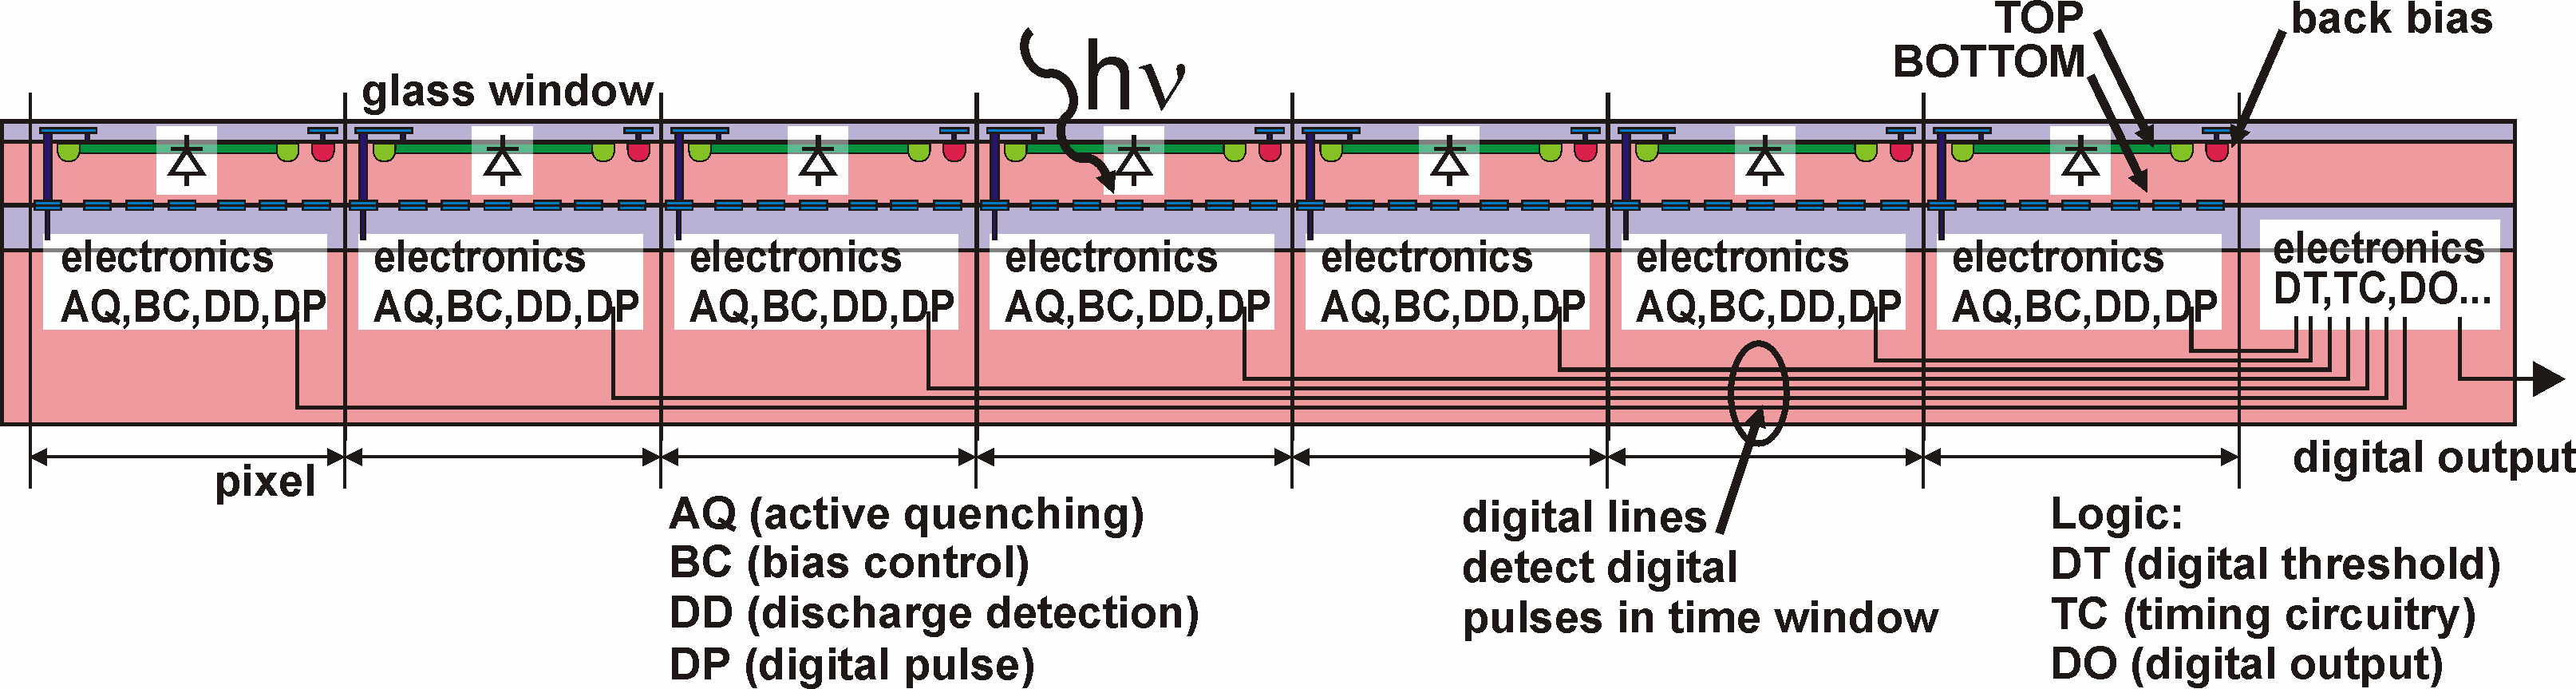 TOP
back bias
BOTTOM
glass window
hν
electronics
AQ,BC,DD,DP
electronics
AQ,BC,DD,DP
electronics
AQ,BC,DD,DP
electronics
AQ,BC,DD,DP
electronics
AQ,BC,DD,DP
electronics
AQ,BC,DD,DP
electronics
AQ,BC,DD,DP
electronics
DT,TC,DO...
pixel
digital output
AQ (active quenching)
BC (bias control)
DD (discharge detection)
DP (digital pulse)
digital lines
detect digital
pulses in time window
Logic:
DT (digital threshold)
TC (timing circuitry)
DO (digital output)